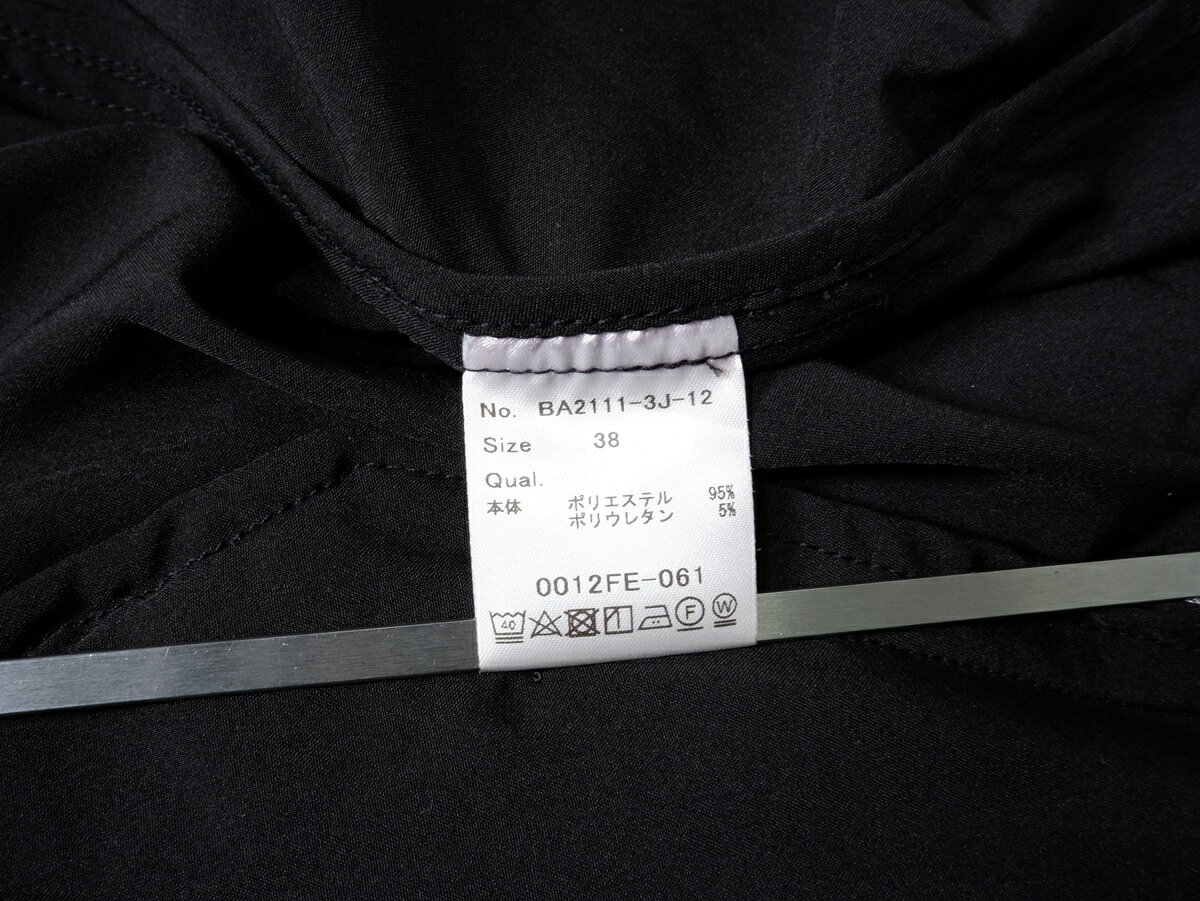 No. BA2111-3J-12
Size 38
Qual.
本体 ポリエステル 95%
ポリウレタン 5%
0012FE-061
40 F W